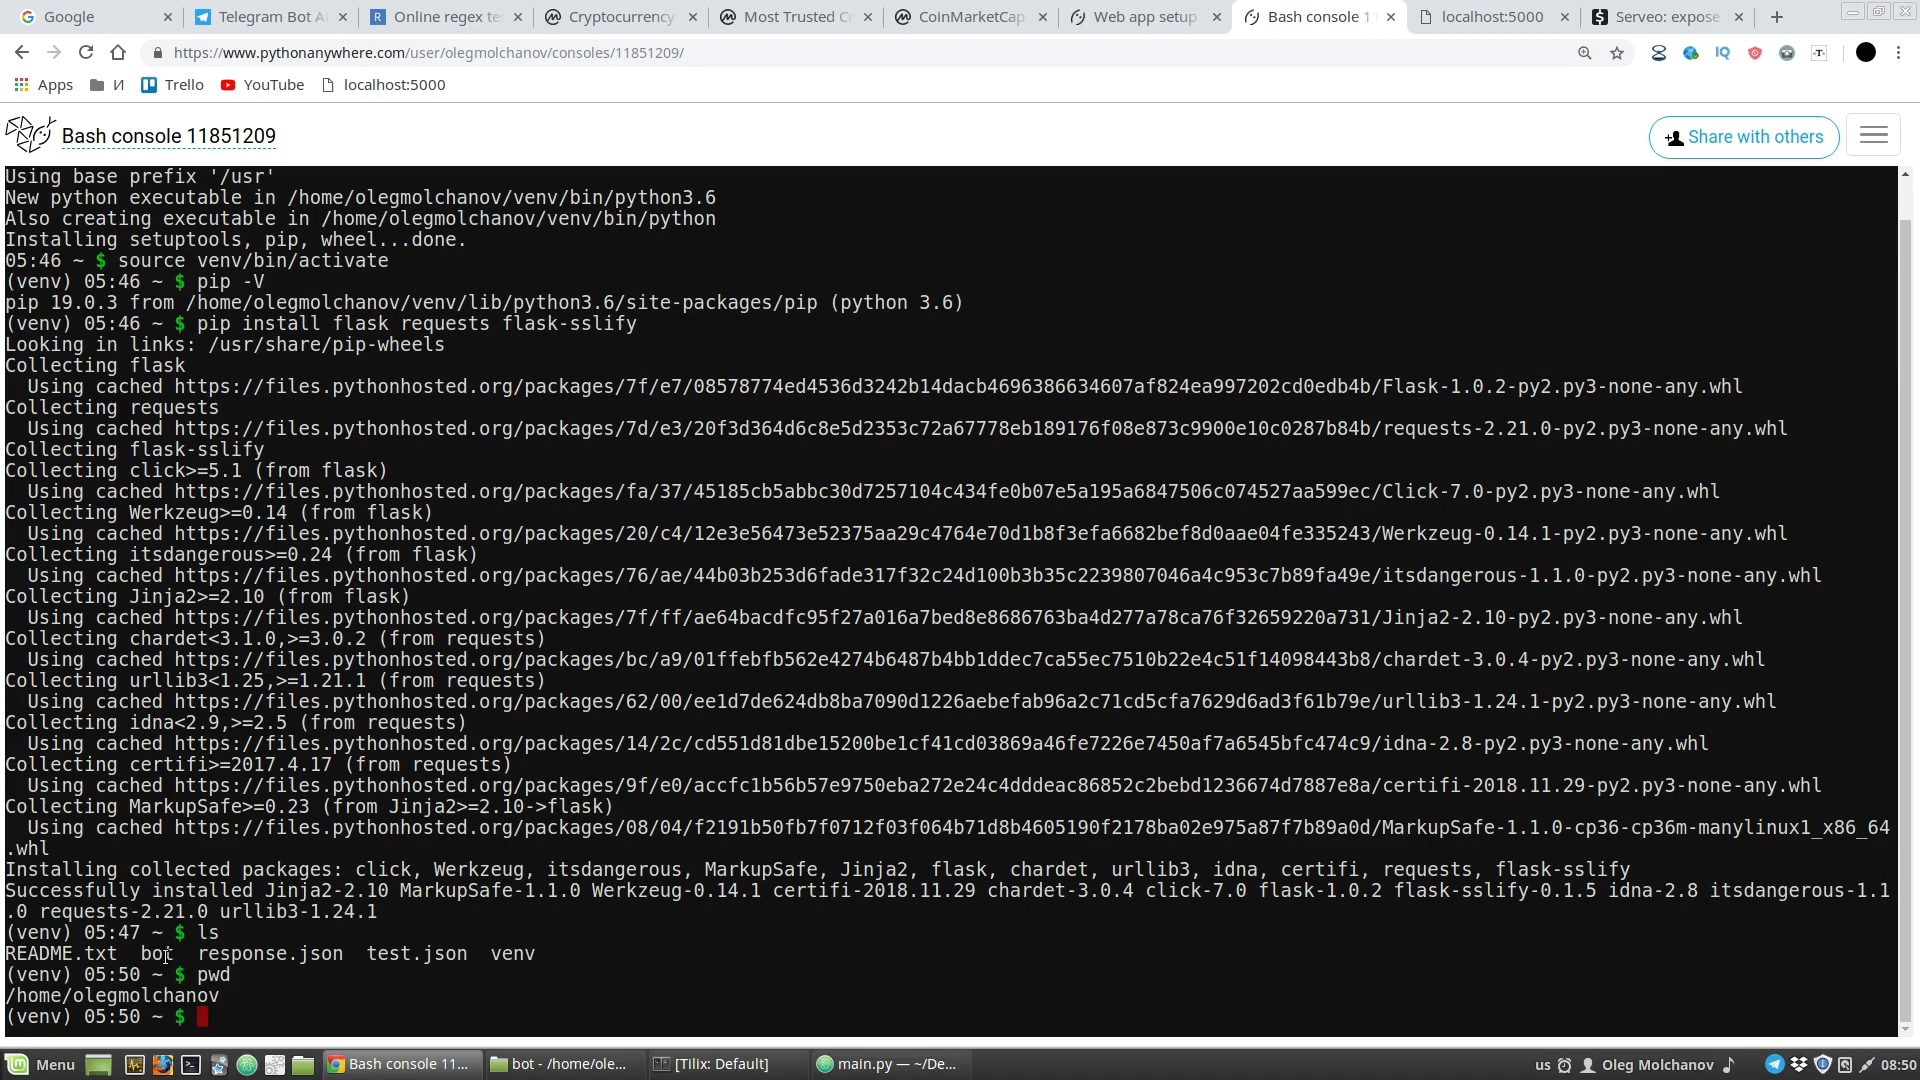 Google
Telegram Bot A
Online regex te
Cryptocurrency
Most Trusted C
CoinMarketCap
Web app setup
Bash console 1
localhost:5000
Serveo: expose
https://www.pythonanywhere.com/user/olegmolchanov/consoles/11851209/
Apps
И
Trello
YouTube
localhost:5000
Bash console 11851209
Share with others
Using base prefix '/usr'
New python executable in /home/olegmolchanov/venv/bin/python3.6
Also creating executable in /home/olegmolchanov/venv/bin/python
Installing setuptools, pip, wheel...done.
05:46 ~ $ source venv/bin/activate
(venv) 05:46 ~ $ pip -V
pip 19.0.3 from /home/olegmolchanov/venv/lib/python3.6/site-packages/pip (python 3.6)
(venv) 05:46 ~ $ pip install flask requests flask-sslify
Looking in links: /usr/share/pip-wheels
Collecting flask
Using cached https://files.pythonhosted.org/packages/7f/e7/08578774ed4536d3242b14dacb4696386634607af824ea997202cd0edb4b/Flask-1.0.2-py2.py3-none-any.whl
Collecting requests
Using cached https://files.pythonhosted.org/packages/7d/e3/20f3d364d6c8e5d2353c72a67778eb189176f08e873c9900e10c0287b84b/requests-2.21.0-py2.py3-none-any.whl
Collecting flask-sslify
Collecting click>=5.1 (from flask)
Using cached https://files.pythonhosted.org/packages/fa/37/45185cb5abbc30d7257104c434fe0b07e5a195a6847506c074527aa599ec/Click-7.0-py2.py3-none-any.whl
Collecting Werkzeug>=0.14 (from flask)
Using cached https://files.pythonhosted.org/packages/20/c4/12e3e56473e52375aa29c4764e70d1b8f3efa6682bef8d0aae04fe335243/Werkzeug-0.14.1-py2.py3-none-any.whl
Collecting itsdangerous>=0.24 (from flask)
Using cached https://files.pythonhosted.org/packages/76/ae/44b03b253d6fade317f32c24d100b3b35c2239807046a4c953c7b89fa49e/itsdangerous-1.1.0-py2.py3-none-any.whl
Collecting Jinja2>=2.10 (from flask)
Using cached https://files.pythonhosted.org/packages/7f/ff/ae64bacdfc95f27a016a7bed8e8686763ba4d277a78ca76f32659220a731/Jinja2-2.10-py2.py3-none-any.whl
Collecting chardet<3.1.0,>=3.0.2 (from requests)
Using cached https://files.pythonhosted.org/packages/bc/a9/01ffebfb562e4274b6487b4bb1ddec7ca55ec7510b22e4c51f14098443b8/chardet-3.0.4-py2.py3-none-any.whl
Collecting urllib3<1.25,>=1.21.1 (from requests)
Using cached https://files.pythonhosted.org/packages/62/00/ee1d7de624db8ba7090d1226aebefab96a2c71cd5cfa7629d6ad3f61b79e/urllib3-1.24.1-py2.py3-none-any.whl
Collecting idna<2.9,>=2.5 (from requests)
Using cached https://files.pythonhosted.org/packages/14/2c/cd551d81dbe15200be1cf41cd03869a46fe7226e7450af7a6545bfc474c9/idna-2.8-py2.py3-none-any.whl
Collecting certifi>=2017.4.17 (from requests)
Using cached https://files.pythonhosted.org/packages/9f/e0/accfc1b56b57e9750eba272e24c4dddeac86852c2bebd1236674d7887e8a/certifi-2018.11.29-py2.py3-none-any.whl
Collecting MarkupSafe>=0.23 (from Jinja2>=2.10->flask)
Using cached https://files.pythonhosted.org/packages/08/04/f2191b50fb7f0712f03f064b71d8b4605190f2178ba02e975a87f7b89a0d/MarkupSafe-1.1.0-cp36-cp36m-manylinux1_x86_64
.whl
Installing collected packages: click, Werkzeug, itsdangerous, MarkupSafe, Jinja2, flask, chardet, urllib3, idna, certifi, requests, flask-sslify
Successfully installed Jinja2-2.10 MarkupSafe-1.1.0 Werkzeug-0.14.1 certifi-2018.11.29 chardet-3.0.4 click-7.0 flask-1.0.2 flask-sslify-0.1.5 idna-2.8 itsdangerous-1.1
.0 requests-2.21.0 urllib3-1.24.1
(venv) 05:47 ~ $ ls
README.txt bot response.json test.json venv
(venv) 05:50 ~ $ pwd
/home/olegmolchanov
(venv) 05:50 ~ $
Menu
Bash console 11...
bot - /home/ole...
[Tilix: Default]
main.py — ~/De...
us
Oleg Molchanov
08:50